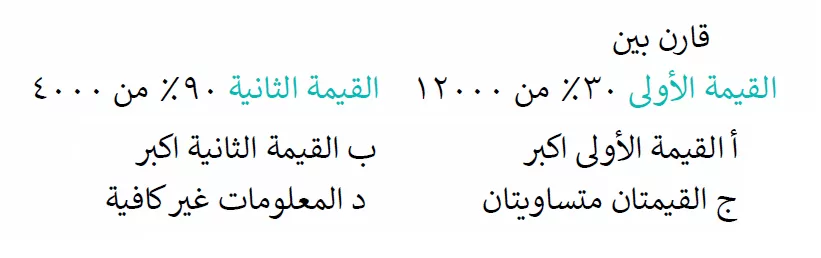 قارن بين
القيمة الأولى ٣٠٪ من ١٢٠٠٠ القيمة الثانية ٩٠٪ من ٤٠٠٠
أ القيمة الأولى اكبر ب القيمة الثانية اكبر
ج القيمتان متساويتان د المعلومات غير كافية